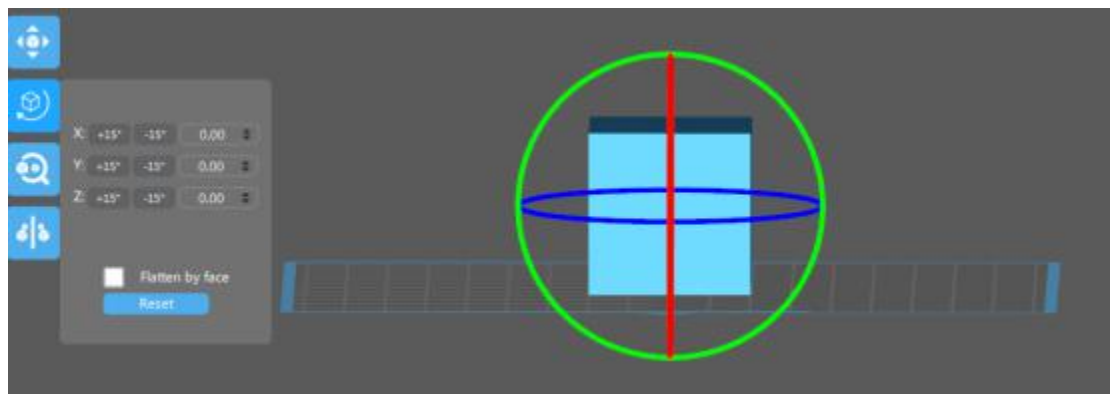 X: +15° -15° 0.00
Y: +15° -15° 0.00
Z: +15° -15° 0.00
Flatten by face
Reset